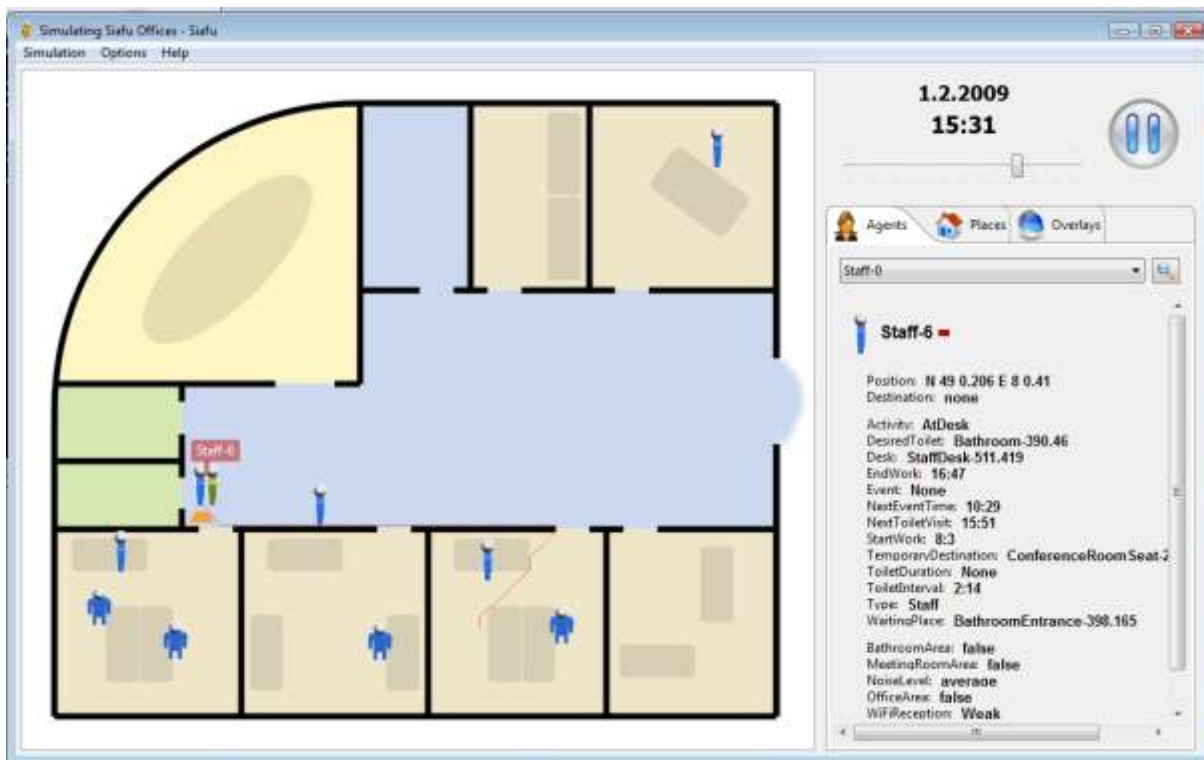 Simulating Siafu Offices - Siafu
Simulation Options Help
1.2.2009
15:31
Agents Places Overlays
Staff-0
Staff-6
Staff-6
Position: N 49 0.206 E 8 0.41
Destination: none
Activity: AtDesk
DesiredToilet: Bathroom-390.46
Desk: StaffDesk-511.419
EndWork: 16:47
Event: None
NextEventTime: 10:29
NextToiletVisit: 15:51
StartWork: 8:3
TemporaryDestination: ConferenceRoomSeat-2
ToiletDuration: None
ToiletInterval: 2:14
Type: Staff
WaitingPlace: BathroomEntrance-398.165
BathroomArea: false
MeetingRoomArea: false
NoiseLevel: average
OfficeArea: false
WiFiReception: Weak